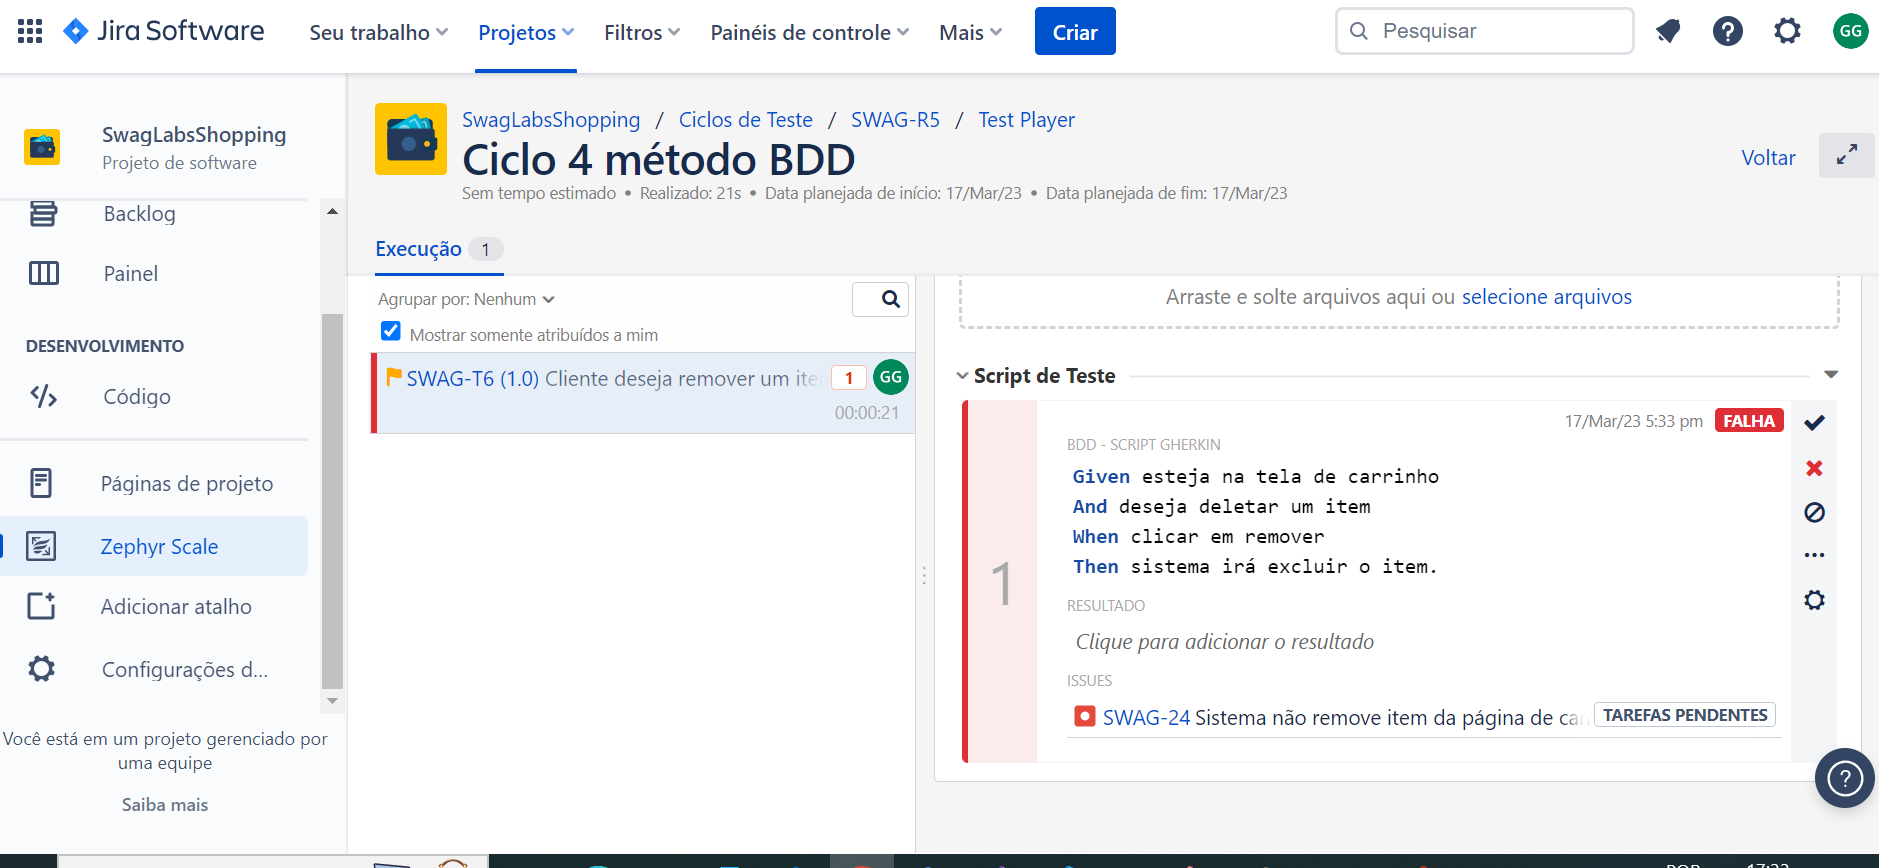 Jira Software
Seu trabalho
Projetos
Filtros
Painéis de controle
Mais
Criar
Pesquisar
GG
SwagLabsShopping
Projeto de software
Backlog
Painel
DESENVOLVIMENTO
Código
Páginas de projeto
Zephyr Scale
Adicionar atalho
Configurações d...
Você está em um projeto gerenciado por
uma equipe
Saiba mais
SwagLabsShopping / Ciclos de Teste / SWAG-R5 / Test Player
Ciclo 4 método BDD
Sem tempo estimado • Realizado: 21s • Data planejada de início: 17/Mar/23 • Data planejada de fim: 17/Mar/23
Voltar
Execução 1
Agrupar por: Nenhum
Mostrar somente atribuídos a mim
SWAG-T6 (1.0) Cliente deseja remover um 1 GG
00:00:21
Arraste e solte arquivos aqui ou selecione arquivos
Script de Teste
17/Mar/23 5:33 pm FALHA
BDD - SCRIPT GHERKIN
1
Given esteja na tela de carrinho
And deseja deletar um item
When clicar em remover
Then sistema irá excluir o item.
RESULTADO
Clique para adicionar o resultado
ISSUES
SWAG-24 Sistema não remove item da página de TAREFAS PENDENTES